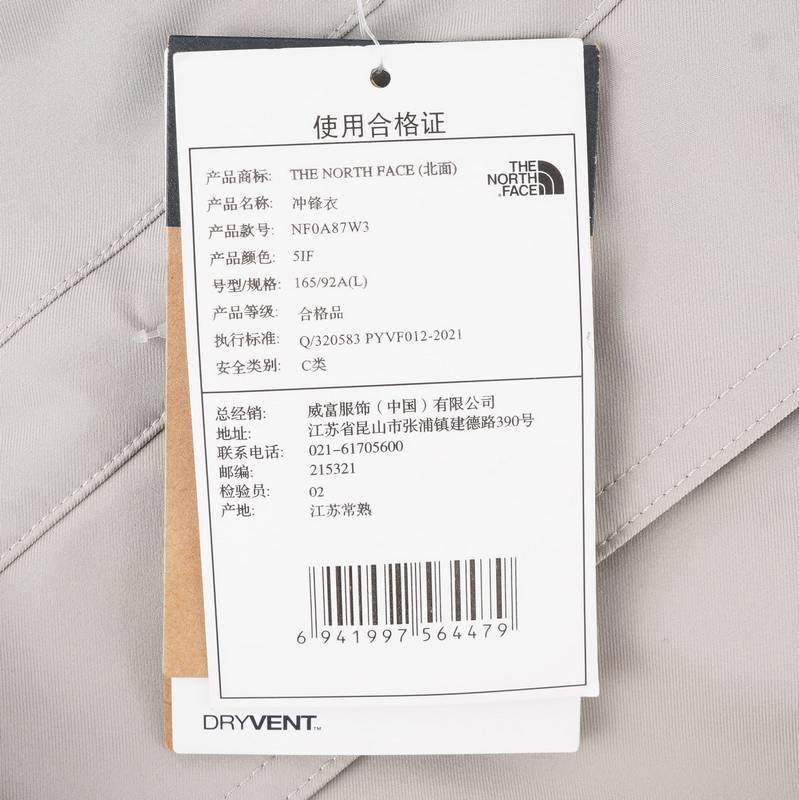 使用合格证
产品商标: THE NORTH FACE (北面)
THE
NORTH
FACE
产品名称: 冲锋衣
产品款号: NF0A87W3
产品颜色: 5IF
号型/规格: 165/92A(L)
产品等级: 合格品
执行标准: Q/320583 PYVF012-2021
安全类别: C类
总经销: 威富服饰（中国）有限公司
地址: 江苏省昆山市张浦镇建德路390号
联系电话: 021-61705600
邮编: 215321
检验员: 02
产地: 江苏常熟
6 941997 564479
DRYVENT™